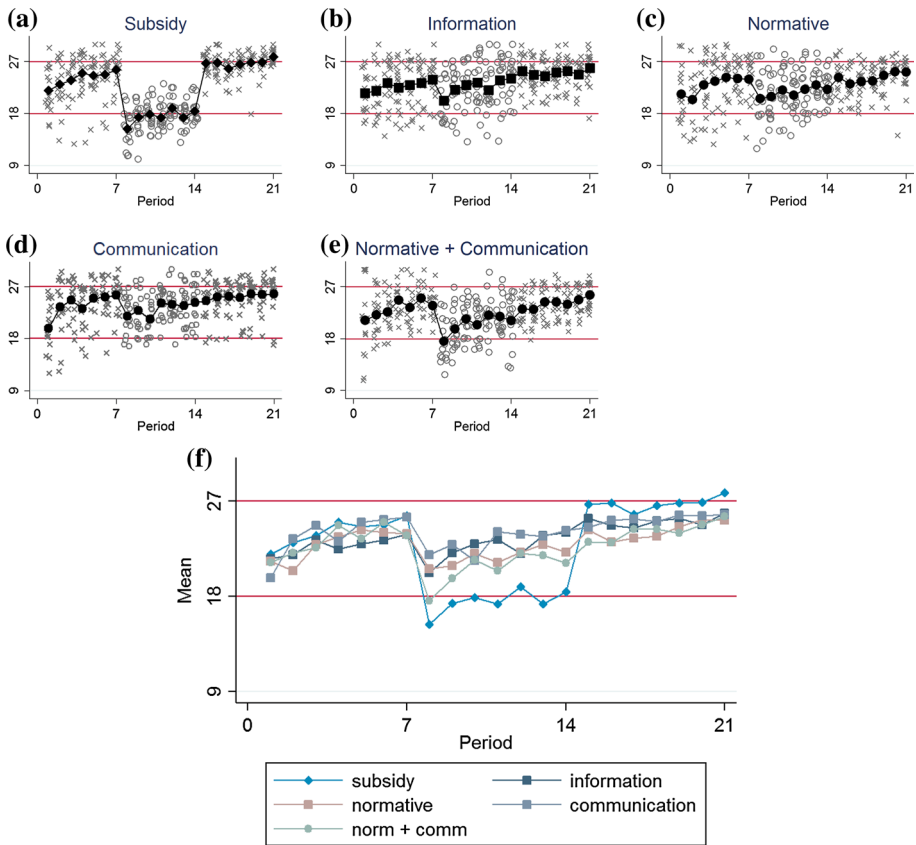 (a) Subsidy
27
18
9
0 7 14 21
Period
(b) Information
27
18
9
0 7 14 21
Period
(c) Normative
27
18
9
0 7 14 21
Period
(d) Communication
27
18
9
0 7 14 21
Period
(e) Normative + Communication
27
18
9
0 7 14 21
Period
(f)
Mean
27
18
9
0 7 14 21
Period
subsidy information
normative communication
norm + comm